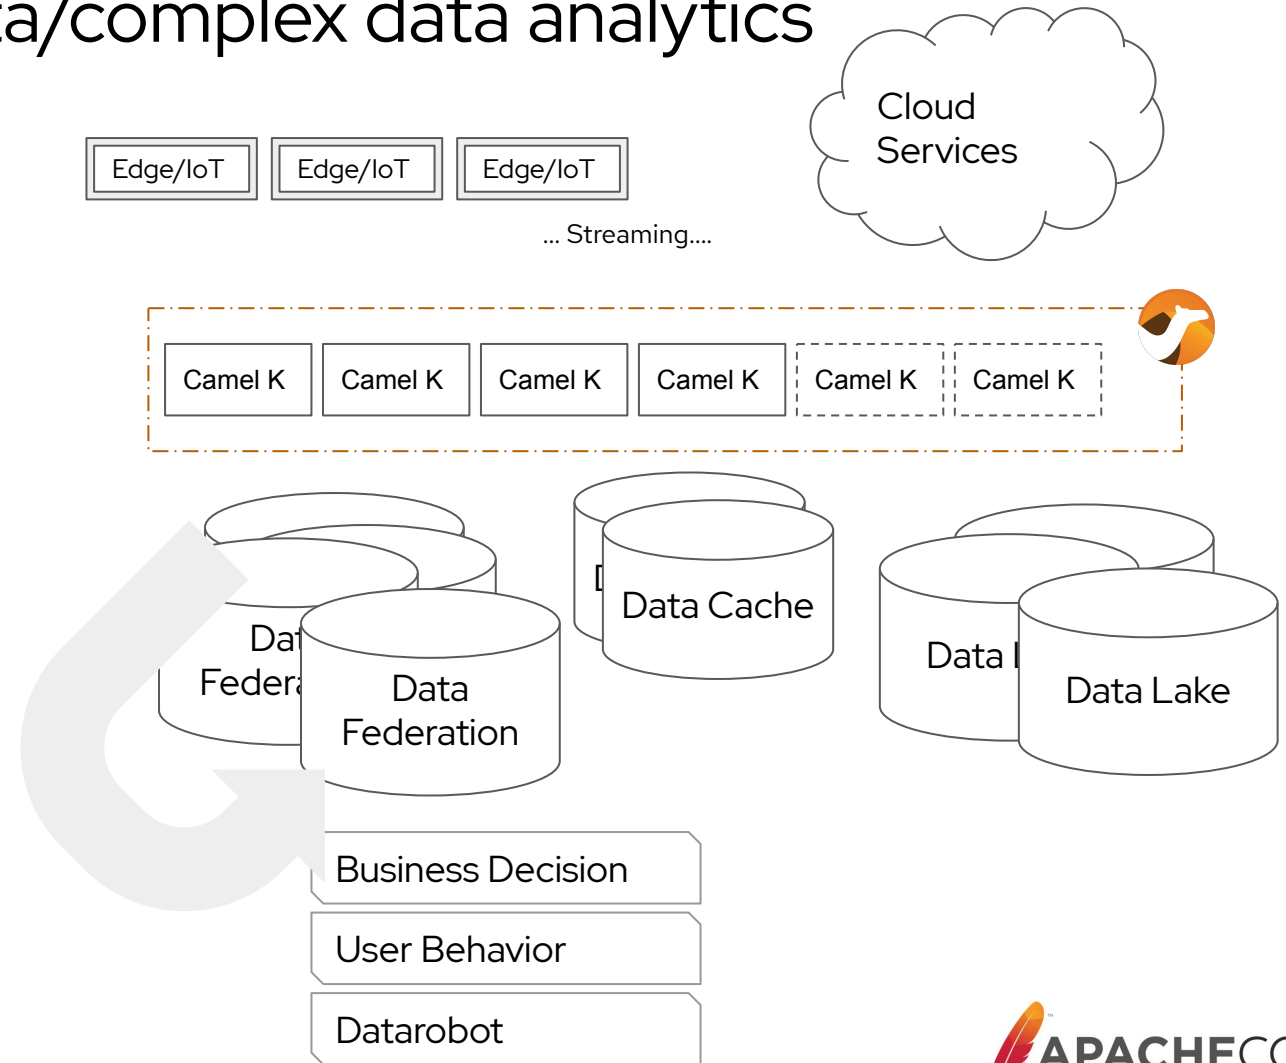 ta/complex data analytics
Cloud
Services
Edge/IoT Edge/IoT Edge/IoT
... Streaming....
Camel K Camel K Camel K Camel K Camel K Camel K
Data Cache
Data
Federation
Data Lake
Business Decision
User Behavior
Datarobot